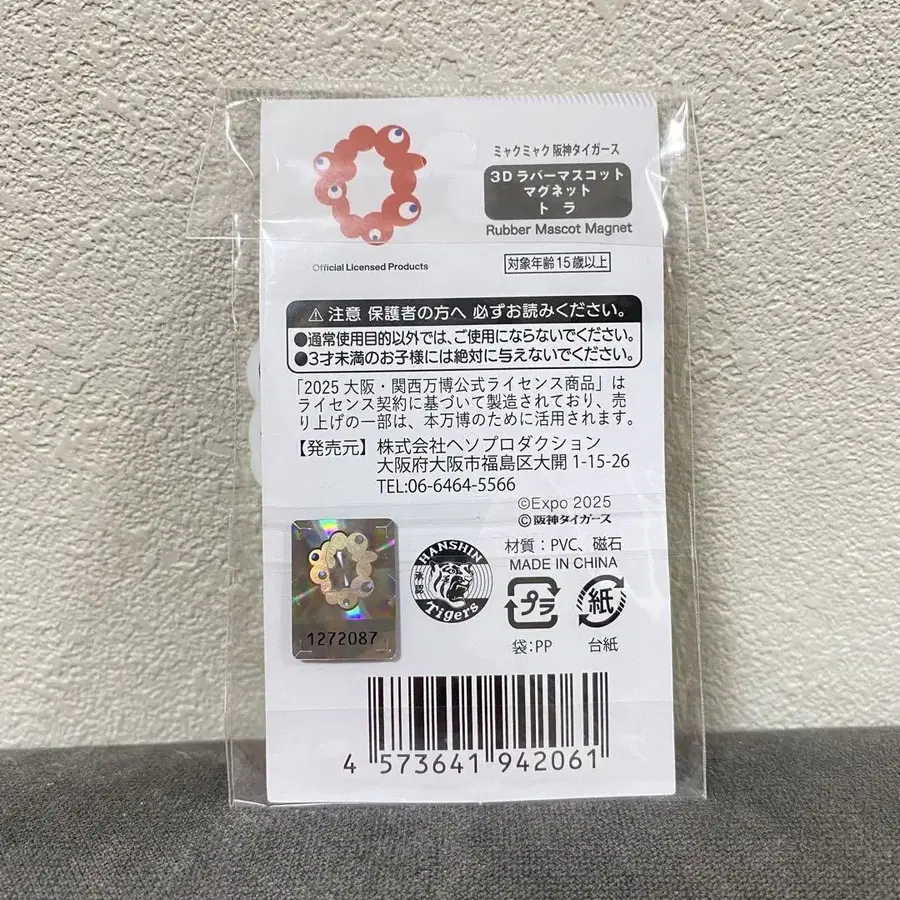 ミャクミャク 阪神タイガース
3Dラバーマスコット
マグネット
トラ
Rubber Mascot Magnet
Official Licensed Products
対象年齢15歳以上
⚠注意 保護者の方へ 必ずお読みください。
●通常使用目的以外では、ご使用にならないでください。
●3才未満のお子様には絶対に与えないでください。
「2025 大阪・関西万博公式ライセンス商品」は
ライセンス契約に基づいて製造されており、売
り上げの一部は、本万博のために活用されます。
【発売元】株式会社ヘソプロダクション
大阪府大阪市福島区大開 1-15-26
TEL:06-6464-5566
©Expo 2025
©阪神タイガース
材質:PVC、磁石
MADE IN CHINA
HANSHIN
承認
Tigers
プラ
紙
袋:PP
台紙
1272087
4 573641 942061